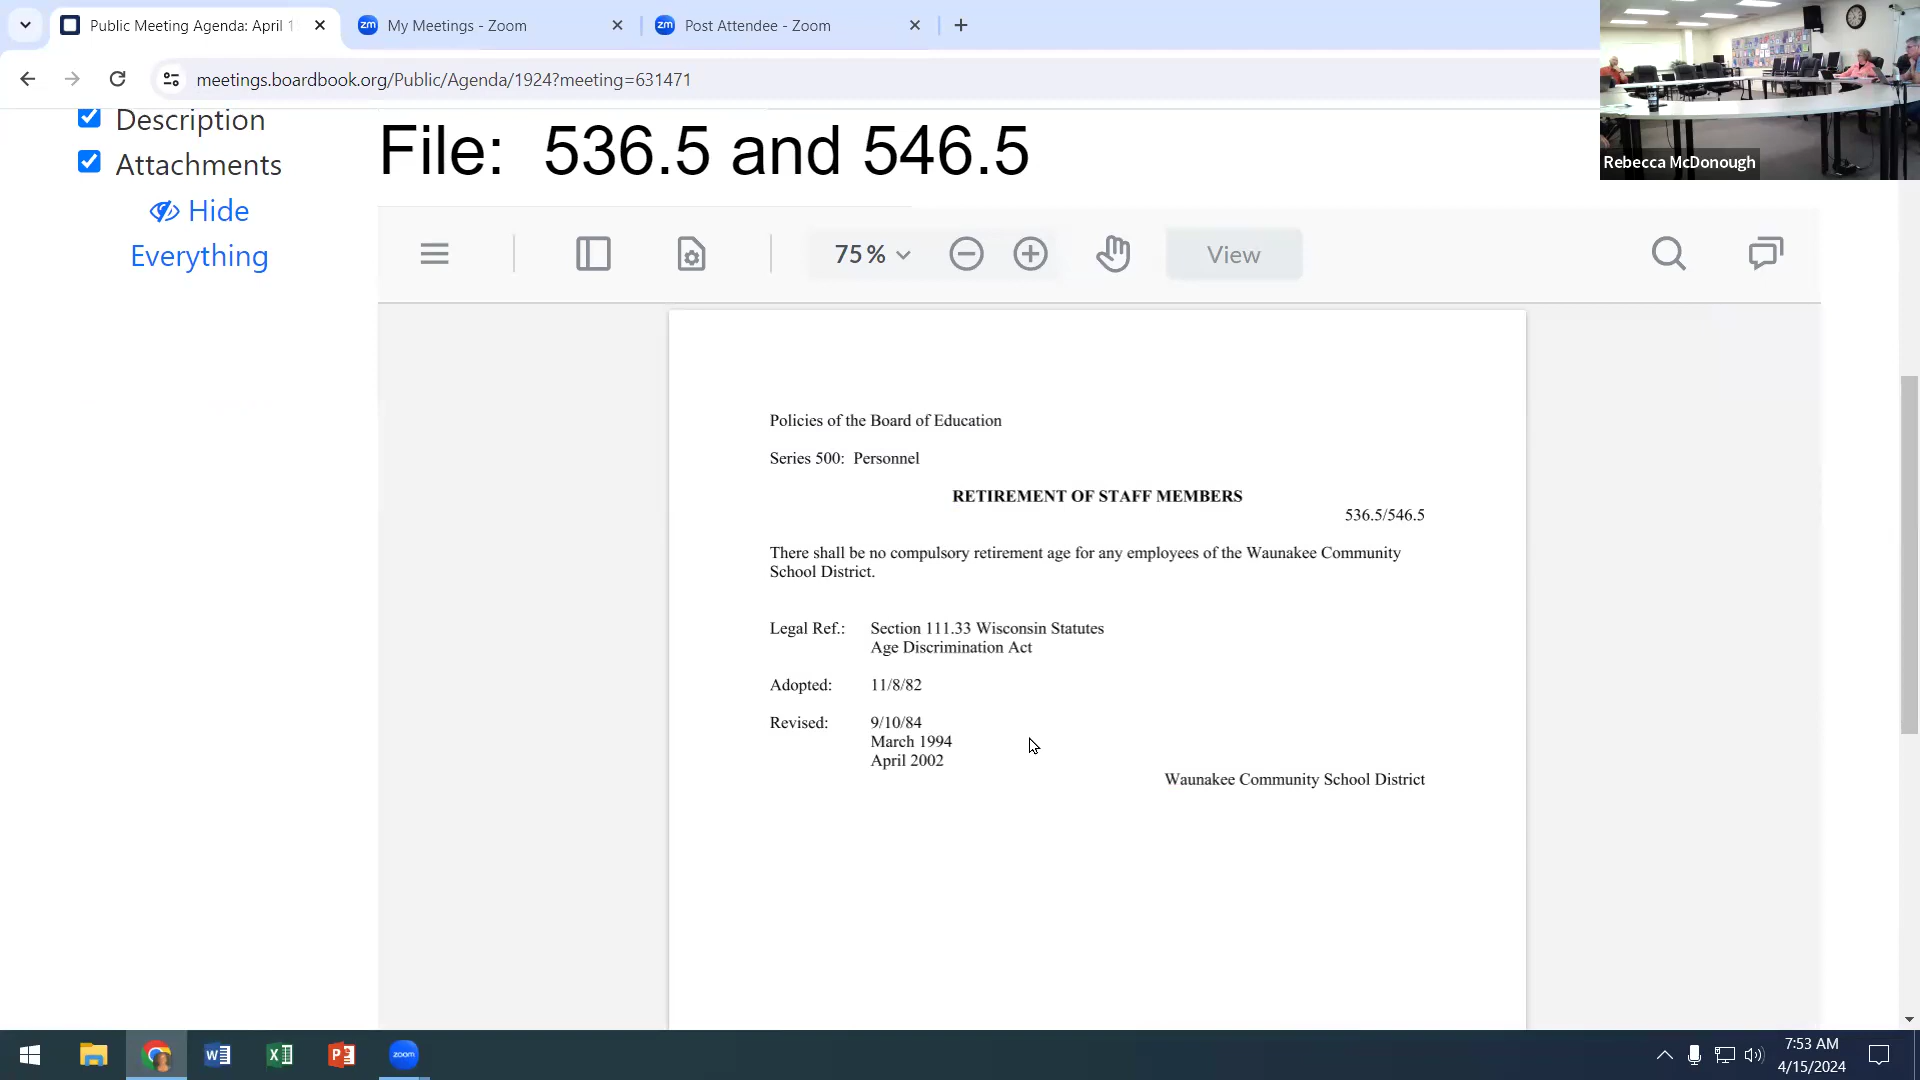 Public Meeting Agenda: April 1
My Meetings - Zoom
Post Attendee - Zoom
meetings.boardbook.org/Public/Agenda/1924?meeting=631471
Rebecca McDonough
Description
Attachments
Hide
Everything
File: 536.5 and 546.5
75%
View
Policies of the Board of Education
Series 500: Personnel
RETIREMENT OF STAFF MEMBERS
536.5/546.5
There shall be no compulsory retirement age for any employees of the Waunakee Community
School District.
Legal Ref.: Section 111.33 Wisconsin Statutes
Age Discrimination Act
Adopted: 11/8/82
Revised: 9/10/84
March 1994
April 2002
Waunakee Community School District
zoom
7:53 AM
4/15/2024